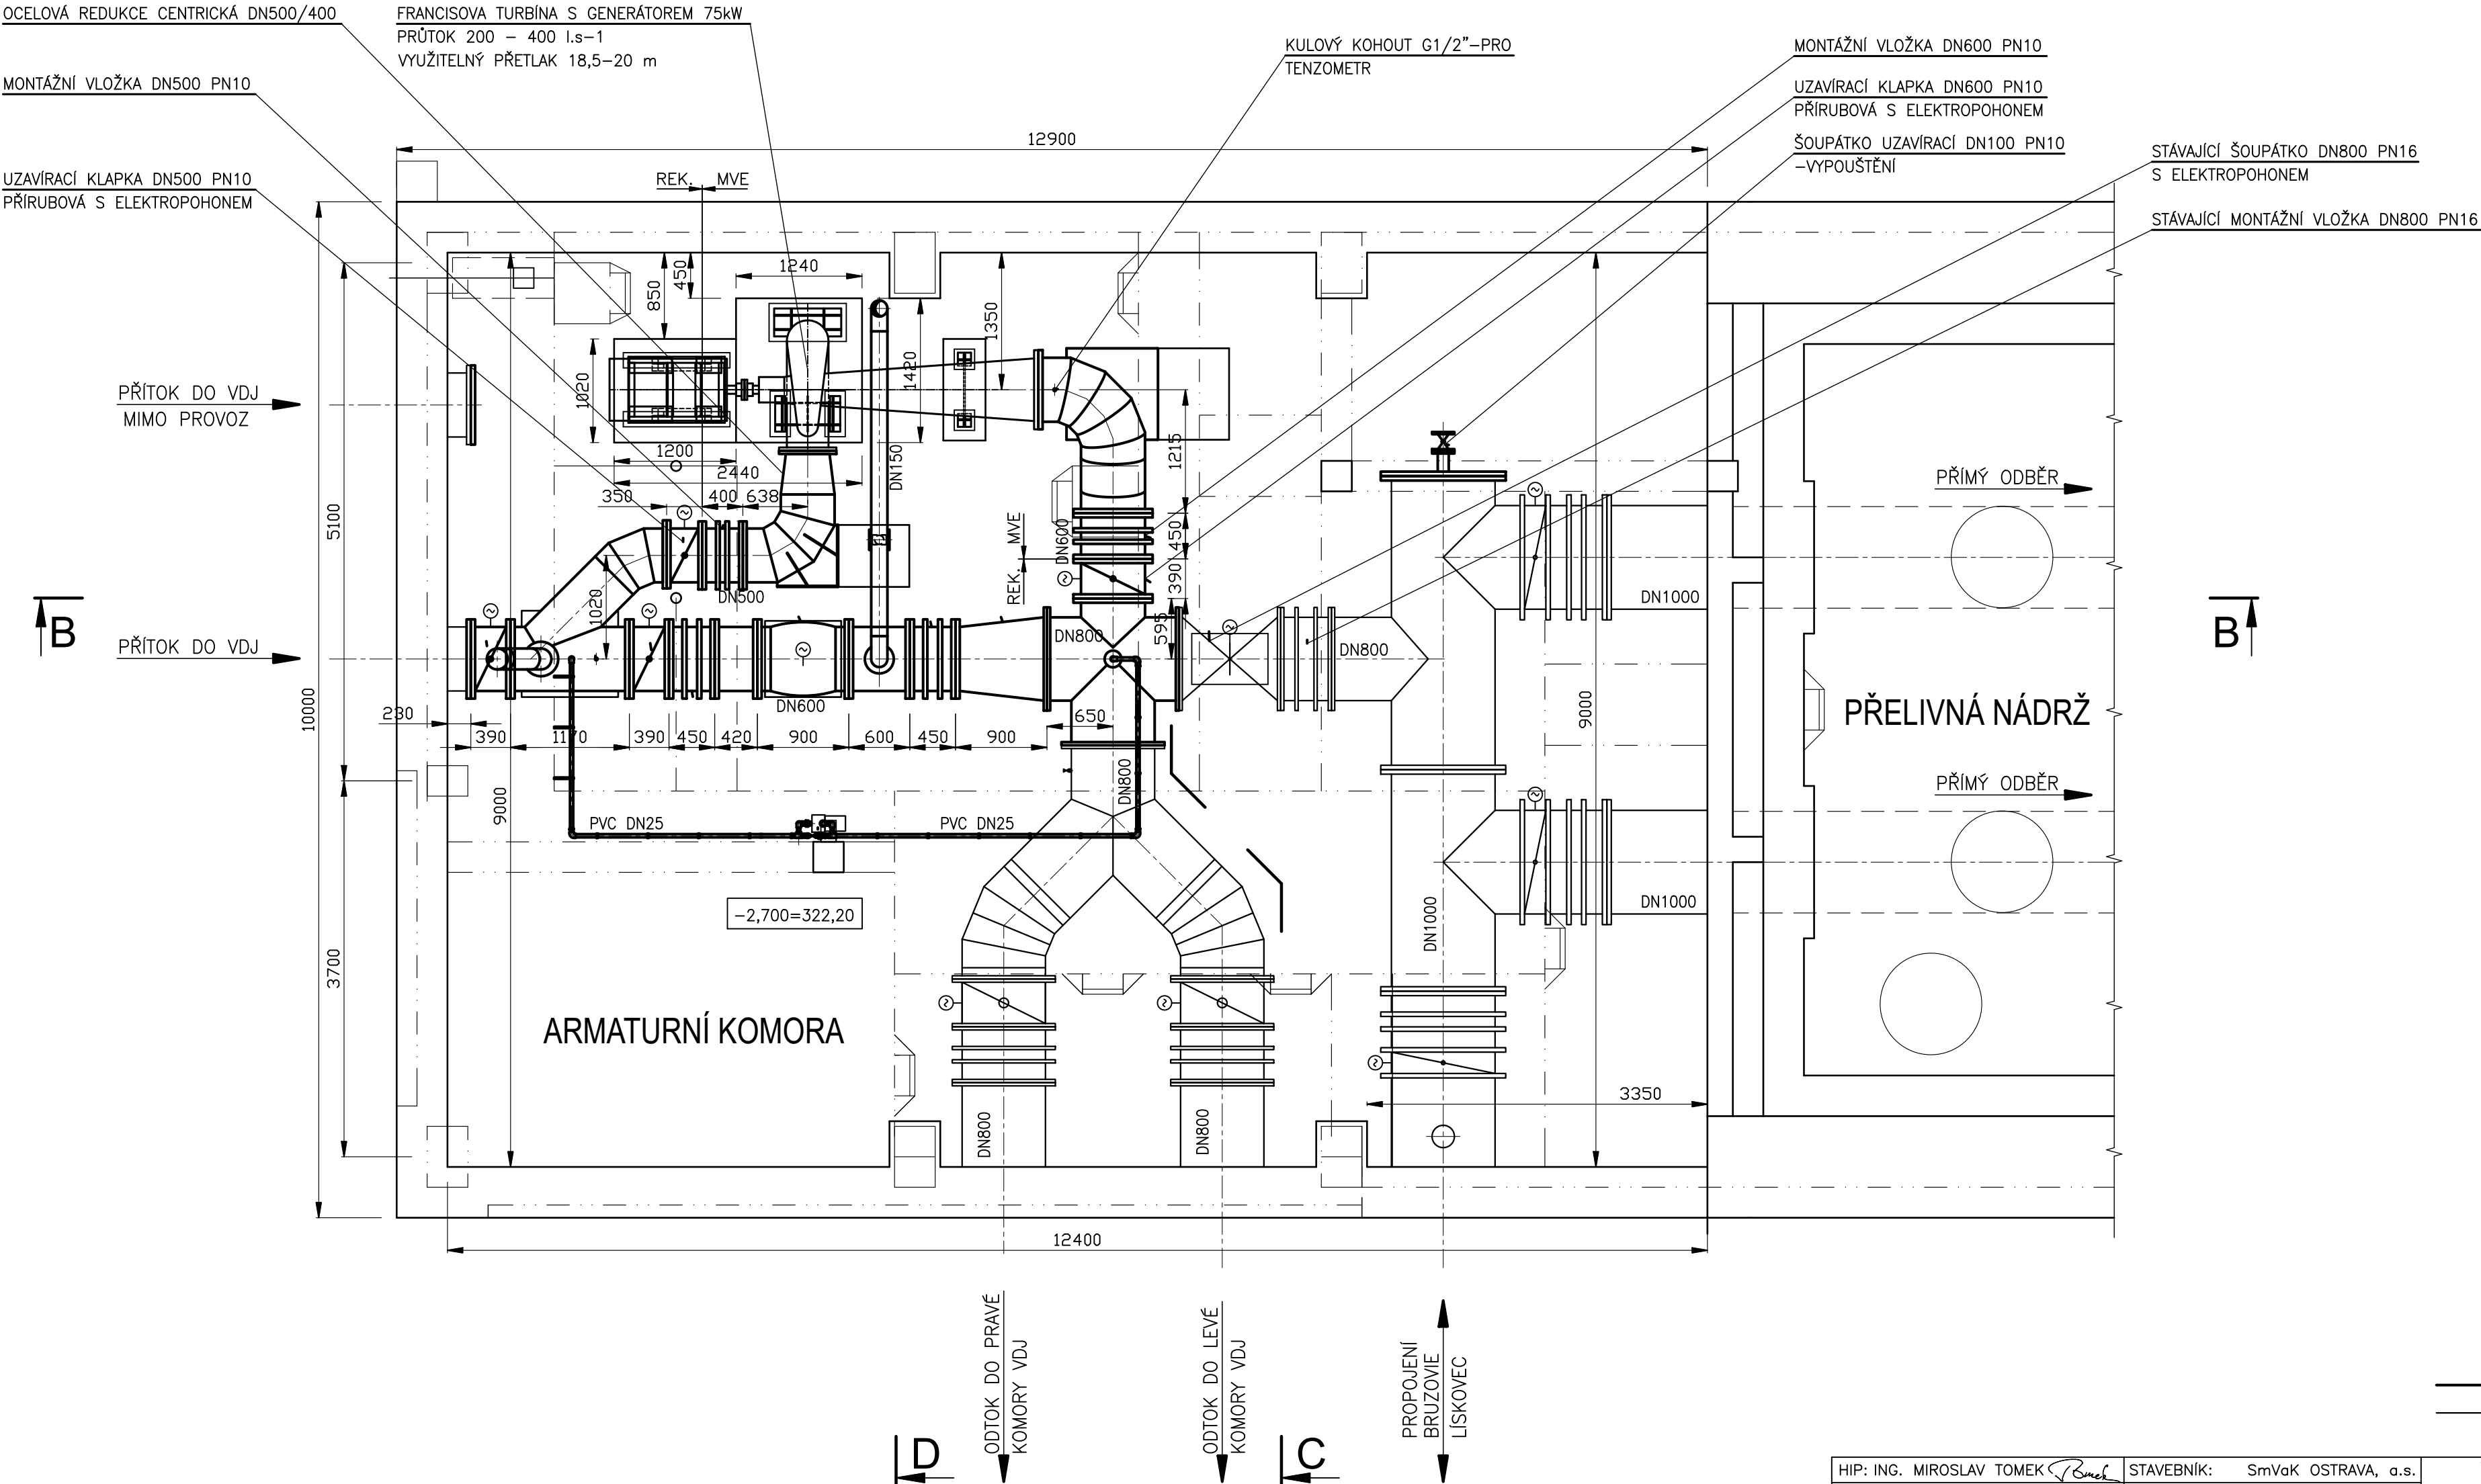 OCELOVÁ REDUKCE CENTRICKÁ DN500/400
FRANCISOVA TURBÍNA S GENERÁTOREM 75kW
PRŮTOK 200 – 400 l.s–1
VYUŽITELNÝ PŘETLAK 18,5–20 m
MONTÁŽNÍ VLOŽKA DN500 PN10
UZAVÍRACÍ KLAPKA DN500 PN10
PŘÍRUBOVÁ S ELEKTROPOHONEM
KULOVÝ KOHOUT G1/2"–PRO
TENZOMETR
MONTÁŽNÍ VLOŽKA DN600 PN10
UZAVÍRACÍ KLAPKA DN600 PN10
PŘÍRUBOVÁ S ELEKTROPOHONEM
ŠOUPÁTKO UZAVÍRACÍ DN100 PN10
–VYPOUŠTĚNÍ
STÁVAJÍCÍ ŠOUPÁTKO DN800 PN16
S ELEKTROPOHONEM
STÁVAJÍCÍ MONTÁŽNÍ VLOŽKA DN800 PN16
12900
REK. MVE
450
850
1240
1350
1020
1420
1200
2440
DN150
350
400
638
1215
PŘÍTOK DO VDJ
MIMO PROVOZ
5100
10000
3700
PŘÍMÝ ODBĚR
REK. MVE
DN600
450
390
595
1020
DN500
DN1000
B
B
PŘÍTOK DO VDJ
DN800
DN800
DN600
230
390
1170
390
450
420
900
600
450
900
650
9000
9000
PŘELIVNÁ NÁDRŽ
PŘÍMÝ ODBĚR
DN800
PVC DN25
PVC DN25
–2,700=322,20
DN1000
DN1000
ARMATURNÍ KOMORA
3350
DN800
DN800
12400
ODTOK DO PRAVÉ
KOMORY VDJ
ODTOK DO LEVÉ
KOMORY VDJ
PROPOJENÍ
BRUZOVIE
LÍSKOVEC
D
C
HIP: ING. MIROSLAV TOMEK
STAVEBNÍK: SmVaK OSTRAVA, a.s.